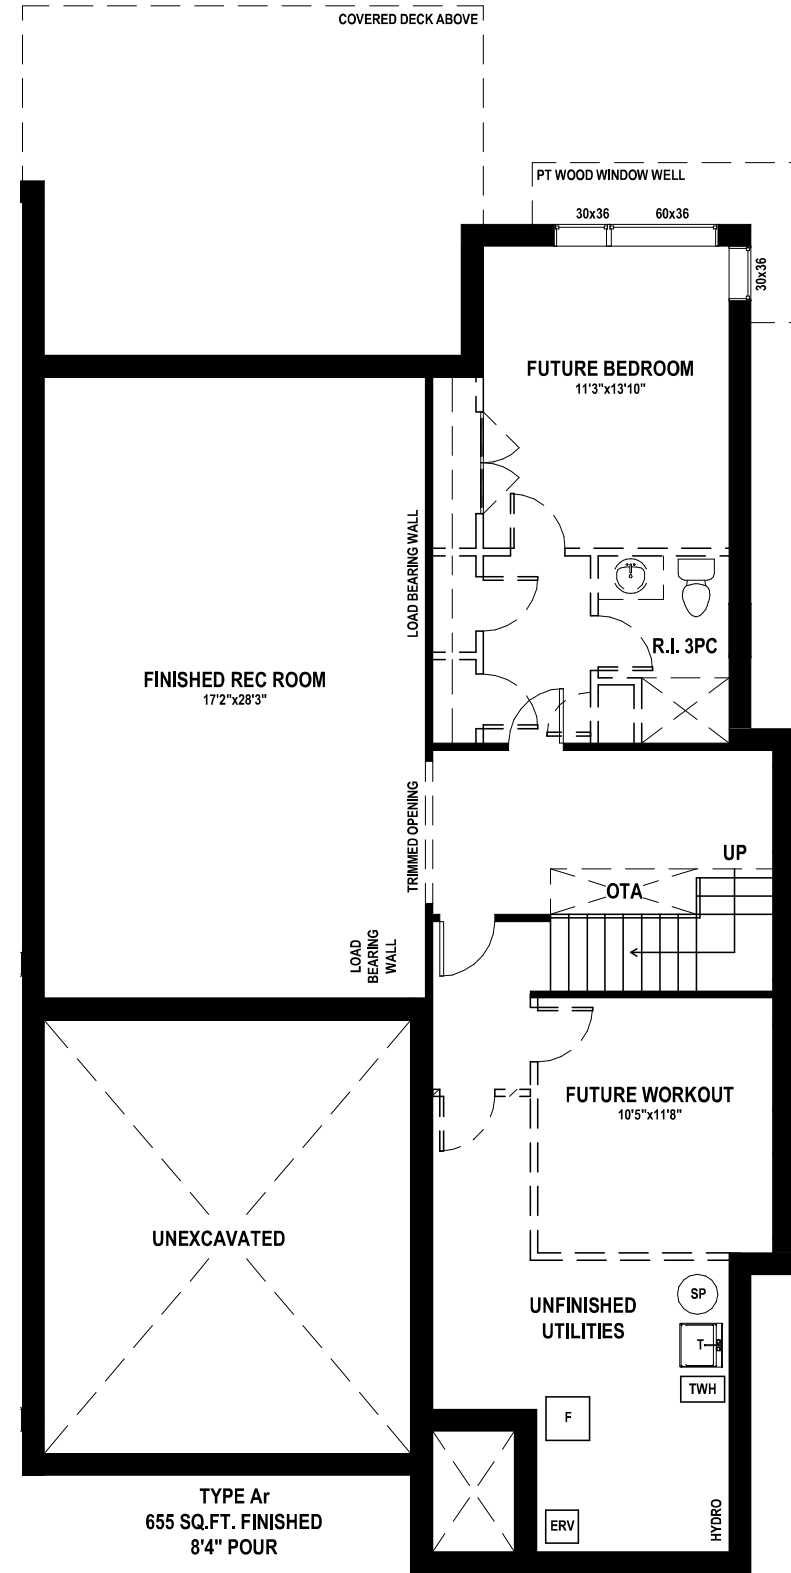 COVERED DECK ABOVE
PT WOOD WINDOW WELL
30x36
60x36
30x36
FUTURE BEDROOM
11'3"x13'10"
LOAD BEARING WALL
R.I. 3PC
FINISHED REC ROOM
17'2"x28'3"
TRIMMED OPENING
UP
OTA
LOAD
BEARING
WALL
FUTURE WORKOUT
10'5"x11'8"
UNEXCAVATED
SP
UNFINISHED
UTILITIES
T
TWH
F
ERV
HYDRO
TYPE Ar
655 SQ.FT. FINISHED
8'4" POUR